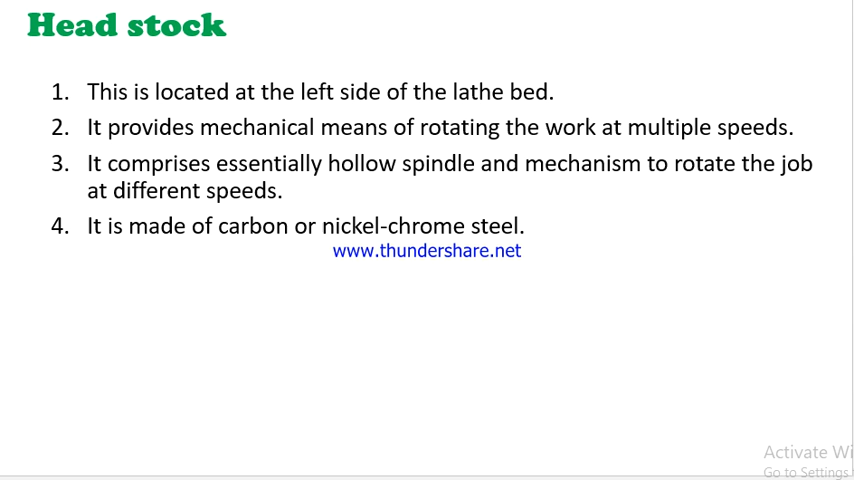 Head stock
1. This is located at the left side of the lathe bed.
2. It provides mechanical means of rotating the work at multiple speeds.
3. It comprises essentially hollow spindle and mechanism to rotate the job
at different speeds.
4. It is made of carbon or nickel-chrome steel.
www.thundershare.net
Activate Wi
Go to Settings